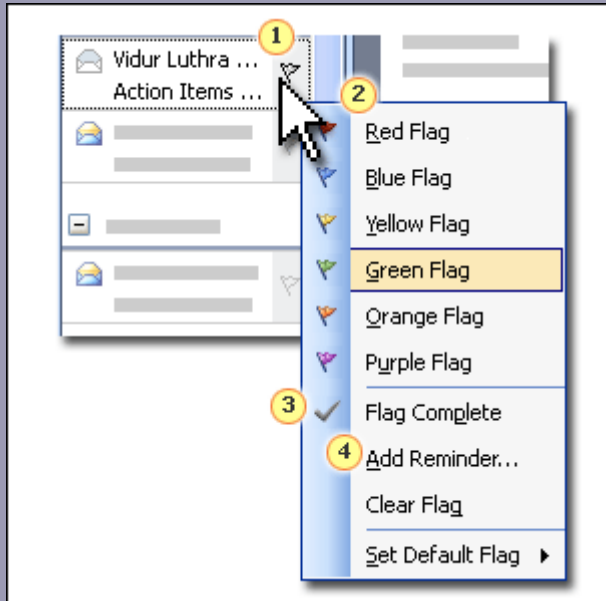 1
Vidur Luthra ...
Action Items ...
2
Red Flag
Blue Flag
Yellow Flag
Green Flag
Orange Flag
Purple Flag
3
Flag Complete
4
Add Reminder...
Clear Flag
Set Default Flag